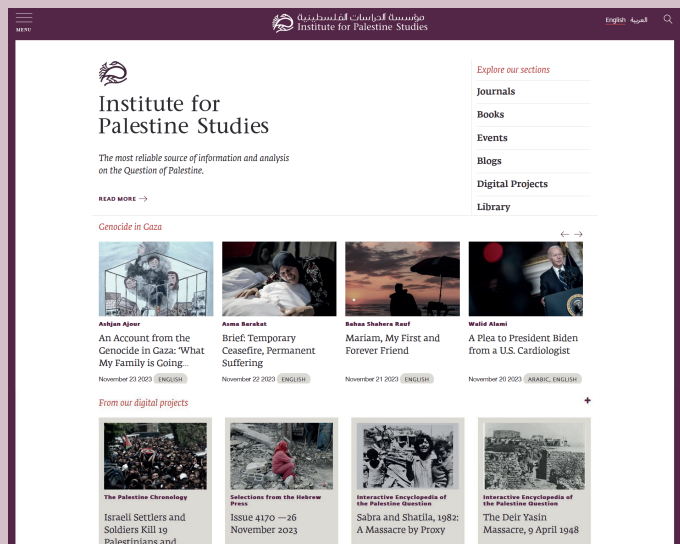 MENU
مؤسسة الدراسات الفلسطينية
Institute for Palestine Studies
English العربية
Institute for
Palestine Studies
The most reliable source of information and analysis
on the Question of Palestine.
READ MORE
Explore our sections
Journals
Books
Events
Blogs
Digital Projects
Library
Genocide in Gaza
Ashjan Ajour
An Account from the
Genocide in Gaza: ‘What
My Family is Going...
November 23 2023 ENGLISH
Asma Barakat
Brief: Temporary
Ceasefire, Permanent
Suffering
November 22 2023 ENGLISH
Bahaa Shahera Rauf
Mariam, My First and
Forever Friend
November 21 2023 ENGLISH
Walid Alami
A Plea to President Biden
from a U.S. Cardiologist
November 20 2023 ARABIC, ENGLISH
From our digital projects
The Palestine Chronology
Israeli Settlers and
Soldiers Kill 19
Palestinians and
Selections from the Hebrew
Press
Issue 4170 —26
November 2023
Interactive Encyclopedia of
the Palestine Question
Sabra and Shatila, 1982:
A Massacre by Proxy
Interactive Encyclopedia of
the Palestine Question
The Deir Yasin
Massacre, 9 April 1948